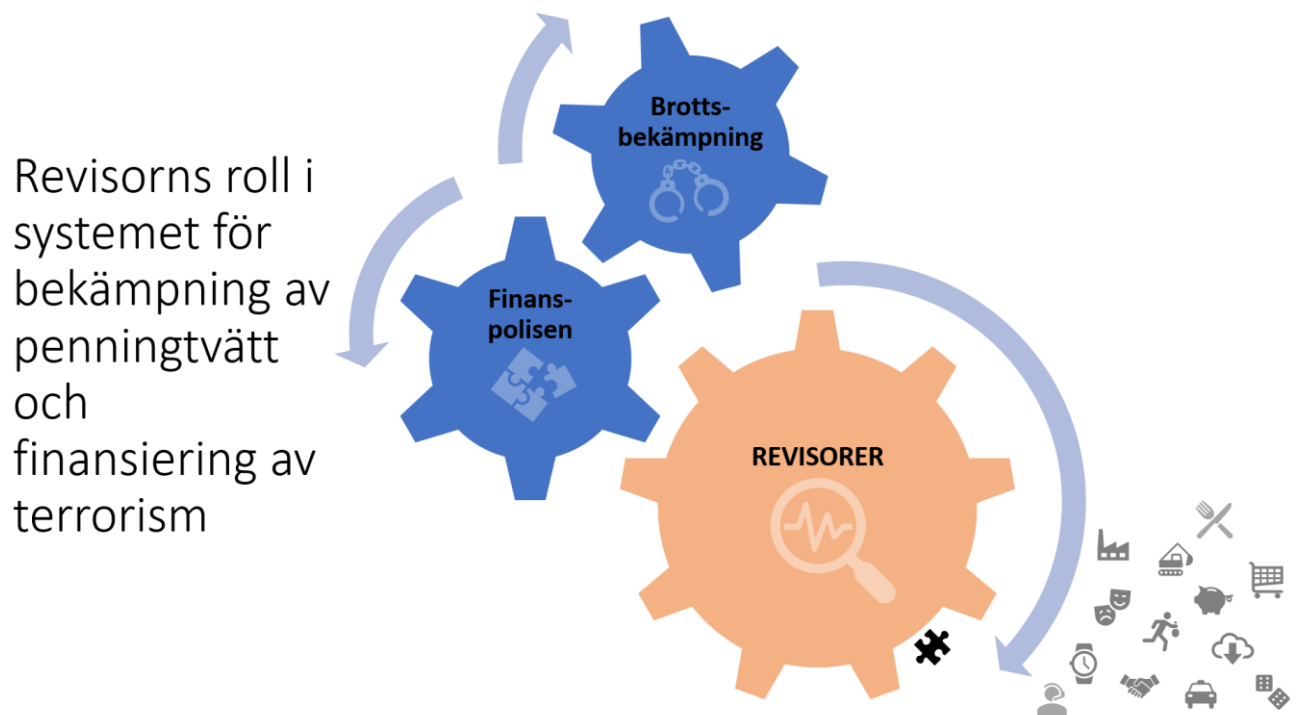 Revisorns roll i
systemet för
bekämpning av
penningtvätt
och
finansiering av
terrorism
Brotts-
bekämpning
Finans-
polisen
REVISORER